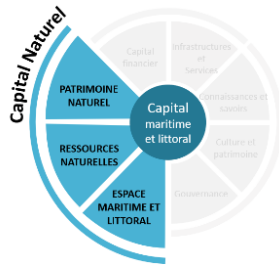 Capital Naturel
PATRIMOINE
NATUREL
RESSOURCES
NATURELLES
ESPACE
MARITIME ET
LITTORAL
Capital
maritime
et littoral
Capital
financier
Infrastructures
et
Services
Connaissances et
savoirs
Culture et
patrimoine
Gouvernance